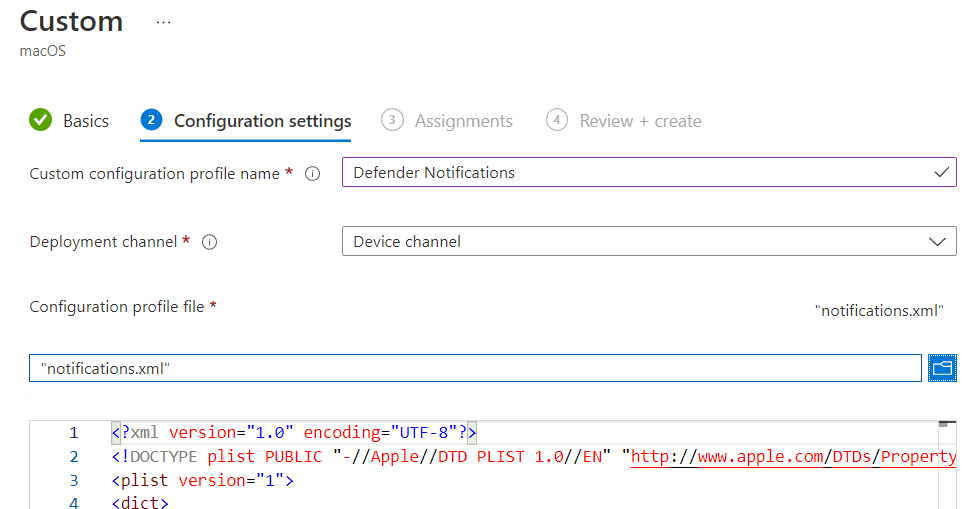 Custom ...
macOS
Basics 2 Configuration settings 3 Assignments 4 Review + create
Custom configuration profile name * Defender Notifications
Deployment channel * Device channel
Configuration profile file * "notifications.xml"
"notifications.xml"
1 <?xml version="1.0" encoding="UTF-8"?>
2 <!DOCTYPE plist PUBLIC "-//Apple//DTD PLIST 1.0//EN" "http://www.apple.com/DTDs/Property
3 <plist version="1">
4 <dict>